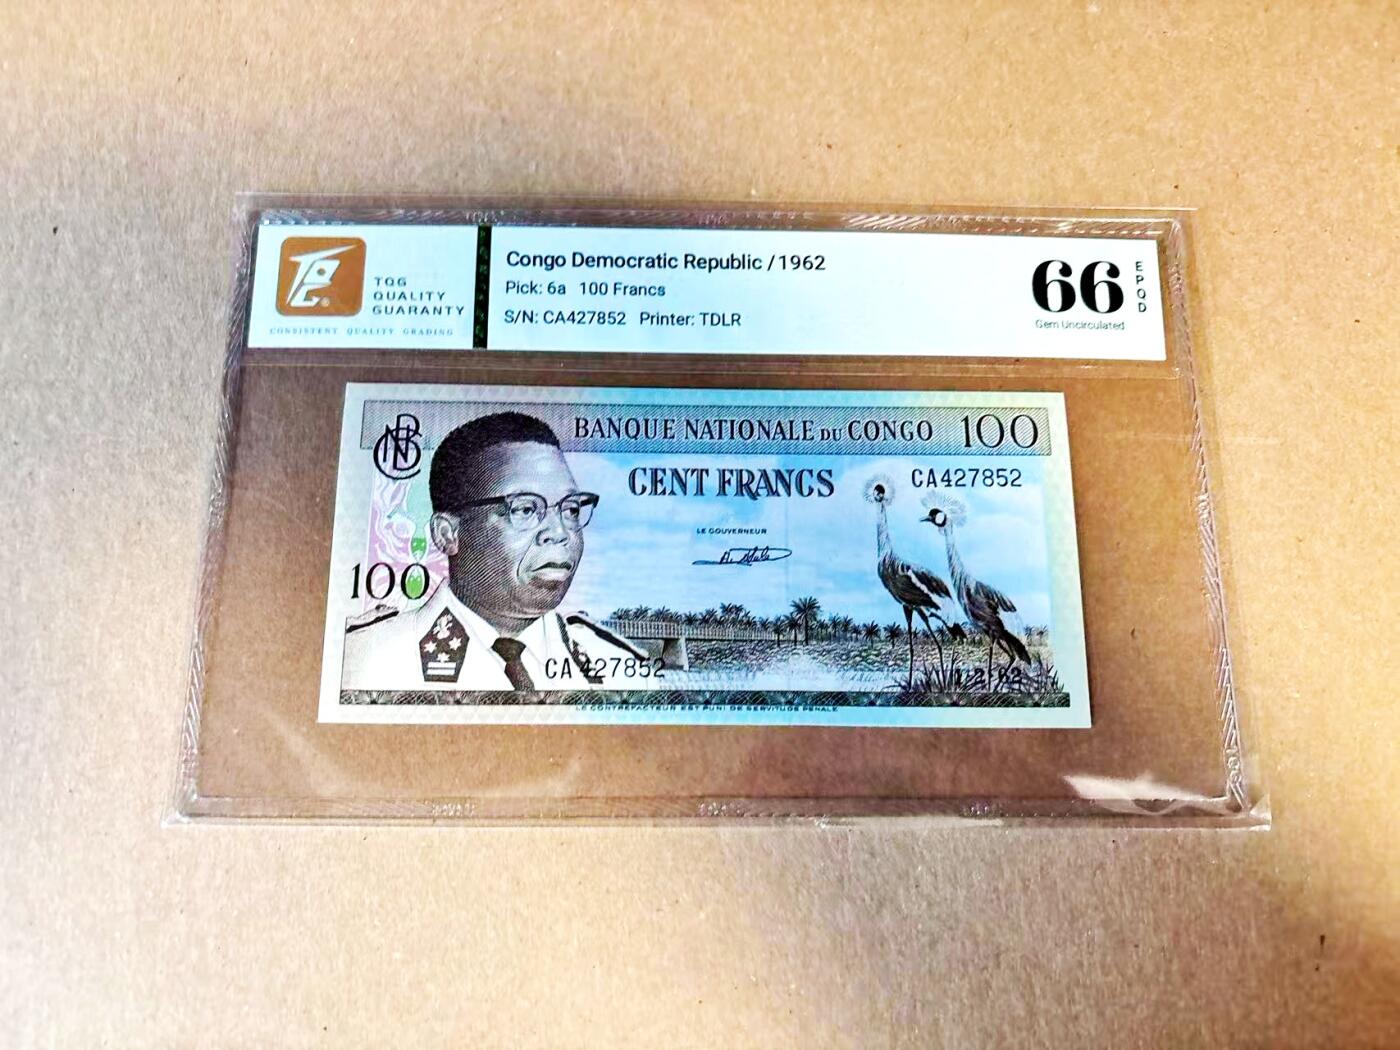 TQG
QUALITY
GUARANTY
CONSISTENT QUALITY GRADING
Congo Democratic Republic / 1962
Pick: 6a 100 Francs
S/N: CA427852 Printer: TDLR
66
EPQD
Gem Uncirculated
BANQUE NATIONALE DU CONGO 100
CENT FRANCS
CA427852
LE GOUVERNEUR
100
CA 427852
1-2-62
LE CONTREFACTEUR EST PUNI DE SERVITUDE PENALE